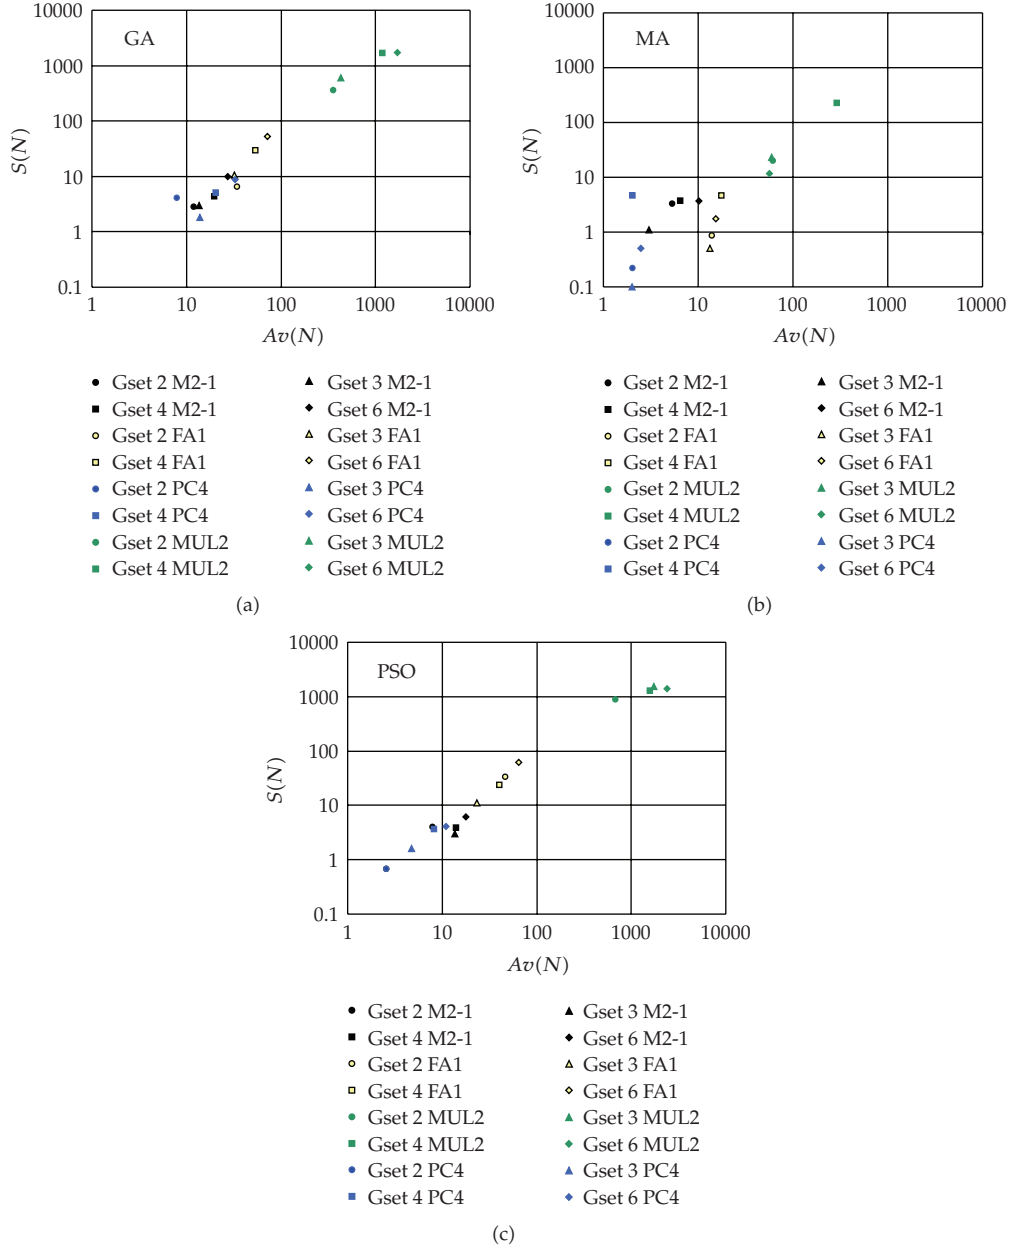 10000
1000
100
10
1
0.1
S(N)
GA
1 10 100 1000 10000
Av(N)
Gset 2 M2-1 Gset 3 M2-1
Gset 4 M2-1 Gset 6 M2-1
Gset 2 FA1 Gset 3 FA1
Gset 4 FA1 Gset 6 FA1
Gset 2 PC4 Gset 3 PC4
Gset 4 PC4 Gset 6 PC4
Gset 2 MUL2 Gset 3 MUL2
Gset 4 MUL2 Gset 6 MUL2
(a)
10000
1000
100
10
1
0.1
S(N)
MA
1 10 100 1000 10000
Av(N)
Gset 2 M2-1 Gset 3 M2-1
Gset 4 M2-1 Gset 6 M2-1
Gset 2 FA1 Gset 3 FA1
Gset 4 FA1 Gset 6 FA1
Gset 2 MUL2 Gset 3 MUL2
Gset 4 MUL2 Gset 6 MUL2
Gset 2 PC4 Gset 3 PC4
Gset 4 PC4 Gset 6 PC4
(b)
10000
1000
100
10
1
0.1
S(N)
PSO
1 10 100 1000 10000
Av(N)
Gset 2 M2-1 Gset 3 M2-1
Gset 4 M2-1 Gset 6 M2-1
Gset 2 FA1 Gset 3 FA1
Gset 4 FA1 Gset 6 FA1
Gset 2 MUL2 Gset 3 MUL2
Gset 4 MUL2 Gset 6 MUL2
Gset 2 PC4 Gset 3 PC4
Gset 4 PC4 Gset 6 PC4
(c)